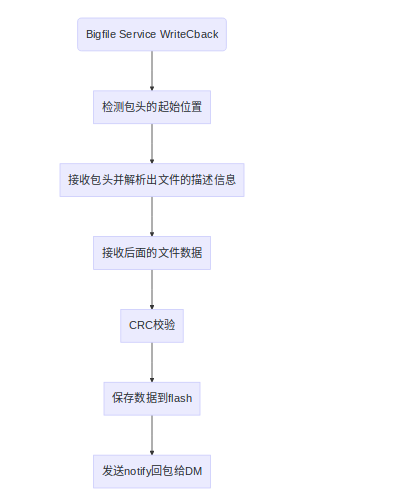 Bigfile Service WriteCback
检测包头的起始位置
接收包头并解析出文件的描述信息
接收后面的文件数据
CRC校验
保存数据到flash
发送notify回包给DM